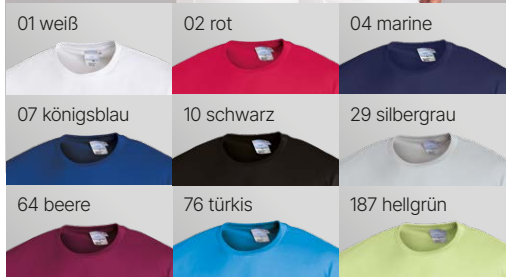 01 weiß
02 rot
04 marine
07 königsblau
10 schwarz
29 silbergrau
64 beere
76 türkis
187 hellgrün